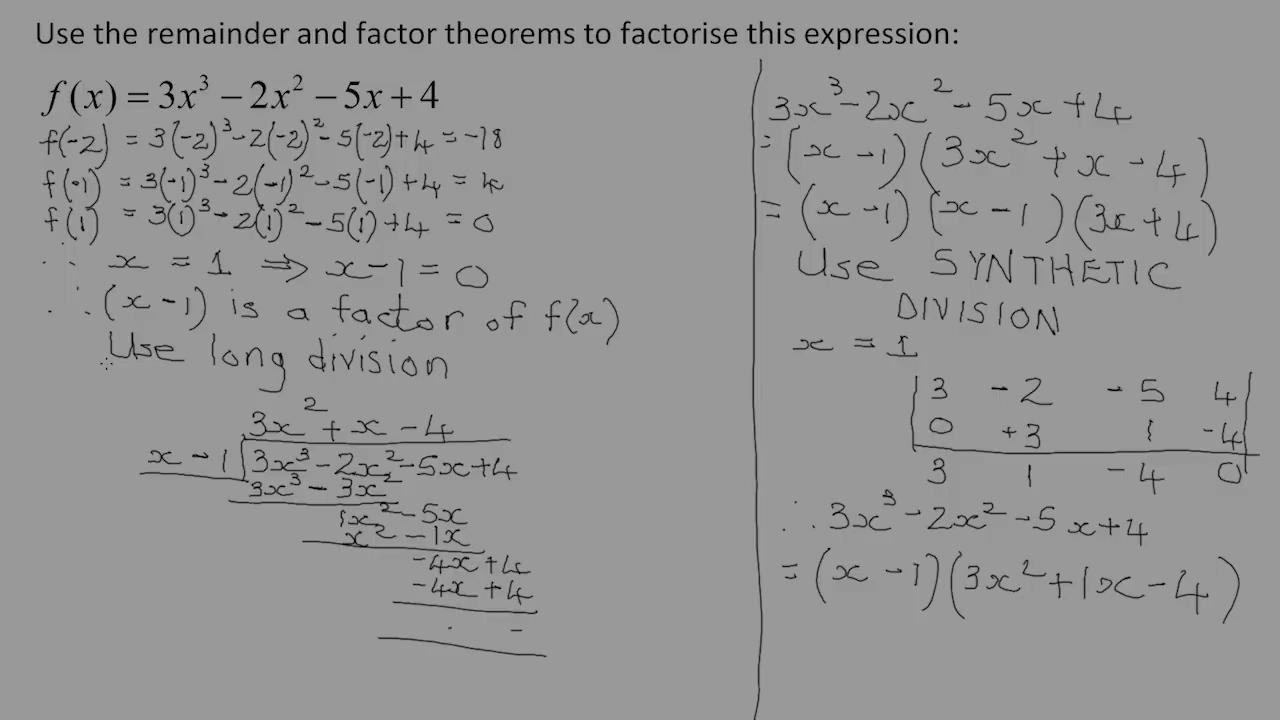 Use the remainder and factor theorems to factorise this expression:
f(x) = 3x³ − 2x² − 5x + 4
f(-2) = 3(-2)³ - 2(-2)² - 5(-2) + 4 = -18
f(-1) = 3(-1)³ - 2(-1)² - 5(-1) + 4 = 4
f(1) = 3(1)³ - 2(1)² - 5(1) + 4 = 0
∴ x = 1 ⇒ x - 1 = 0
∴ (x - 1) is a factor of f(x)
Use long division
3x² + x - 4
x - 1 3x³ - 2x² - 5x + 4
3x³ - 3x²
1x² - 5x
x² - 1x
-4x + 4
-4x + 4
. -
3x³ - 2x² - 5x + 4
= (x - 1)(3x² + x - 4)
= (x - 1)(x - 1)(3x + 4)
Use SYNTHETIC
DIVISION
x = 1
3 -2 -5 4
0 +3 1 -4
3 1 -4 0
∴ 3x³ - 2x² - 5x + 4
= (x - 1)(3x² + 1x - 4)